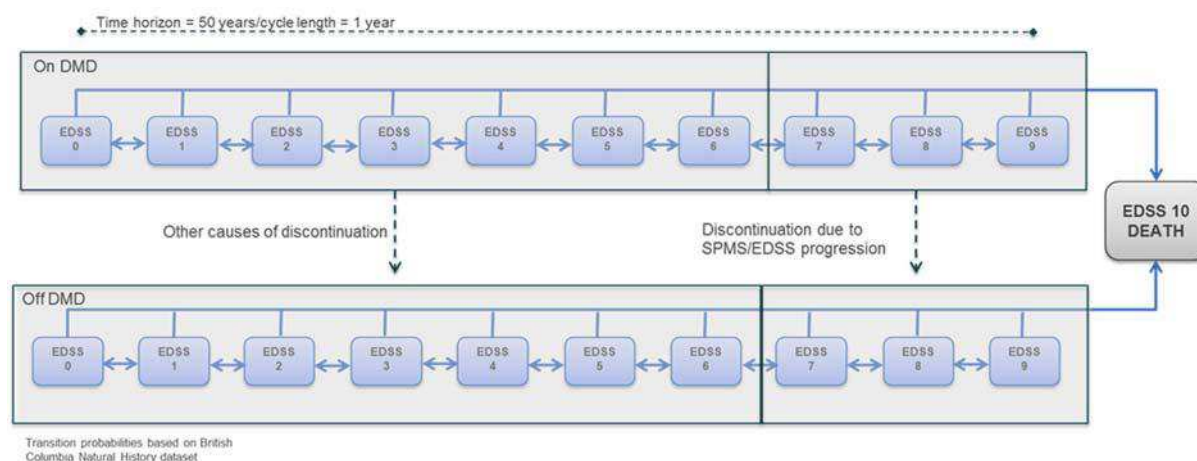 Time horizon = 50 years/cycle length = 1 year
On DMD
EDSS
0
EDSS
1
EDSS
2
EDSS
3
EDSS
4
EDSS
5
EDSS
6
EDSS
7
EDSS
8
EDSS
9
EDSS 10
DEATH
Other causes of discontinuation
Discontinuation due to
SPMS/EDSS progression
Off DMD
EDSS
0
EDSS
1
EDSS
2
EDSS
3
EDSS
4
EDSS
5
EDSS
6
EDSS
7
EDSS
8
EDSS
9
Transition probabilities based on British
Columbia Natural History dataset